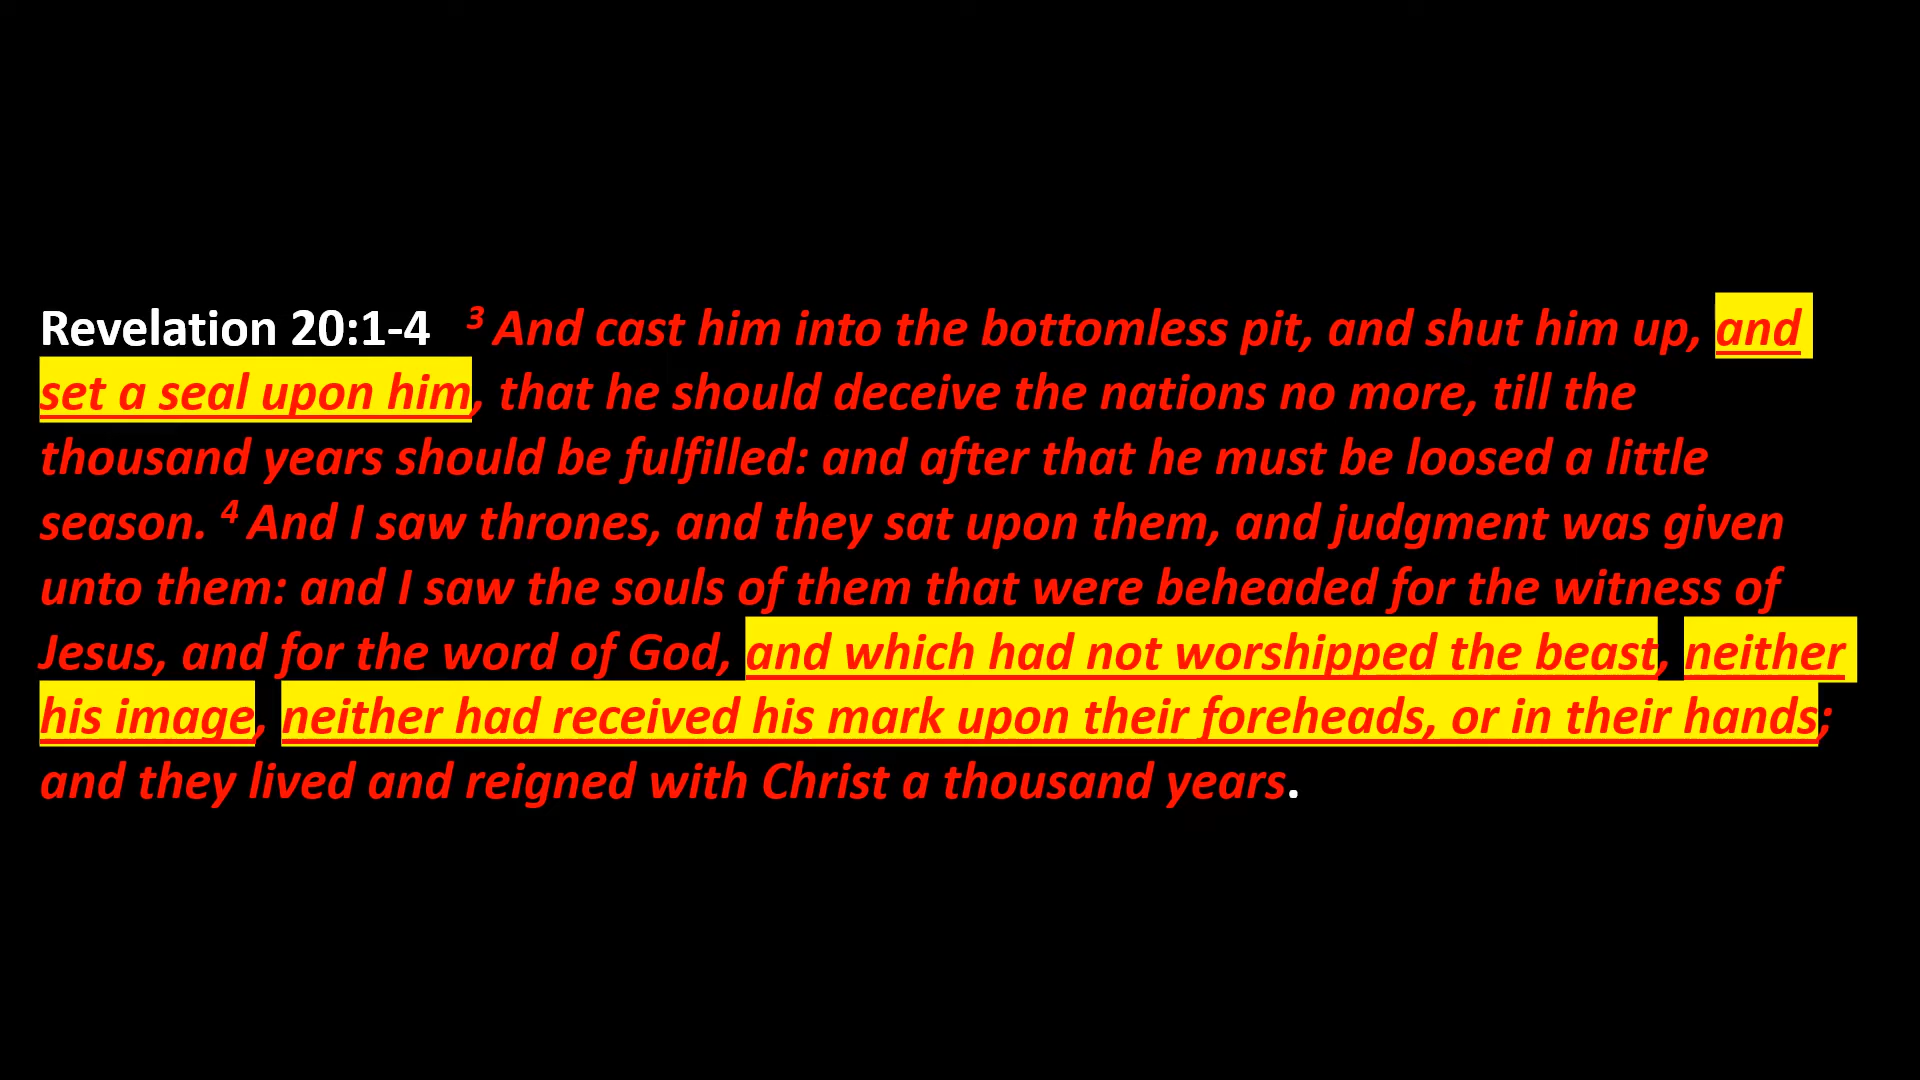 Revelation 20:1-4 ³ And cast him into the bottomless pit, and shut him up, and
set a seal upon him, that he should deceive the nations no more, till the
thousand years should be fulfilled: and after that he must be loosed a little
season. ⁴ And I saw thrones, and they sat upon them, and judgment was given
unto them: and I saw the souls of them that were beheaded for the witness of
Jesus, and for the word of God, and which had not worshipped the beast, neither
his image, neither had received his mark upon their foreheads, or in their hands;
and they lived and reigned with Christ a thousand years.